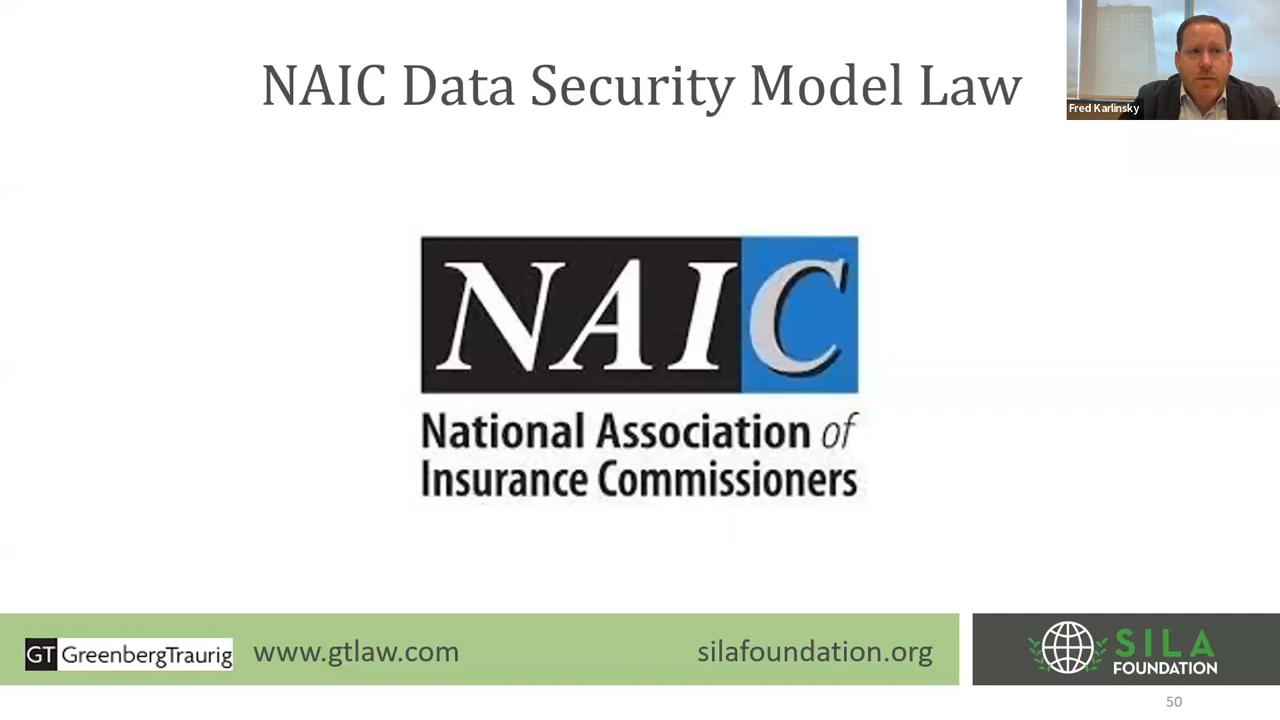 NAIC Data Security Model Law
Fred Karlinsky
NAIC
National Association of
Insurance Commissioners
GT GreenbergTraurig
www.gtlaw.com
silafoundation.org
SILA
FOUNDATION
50